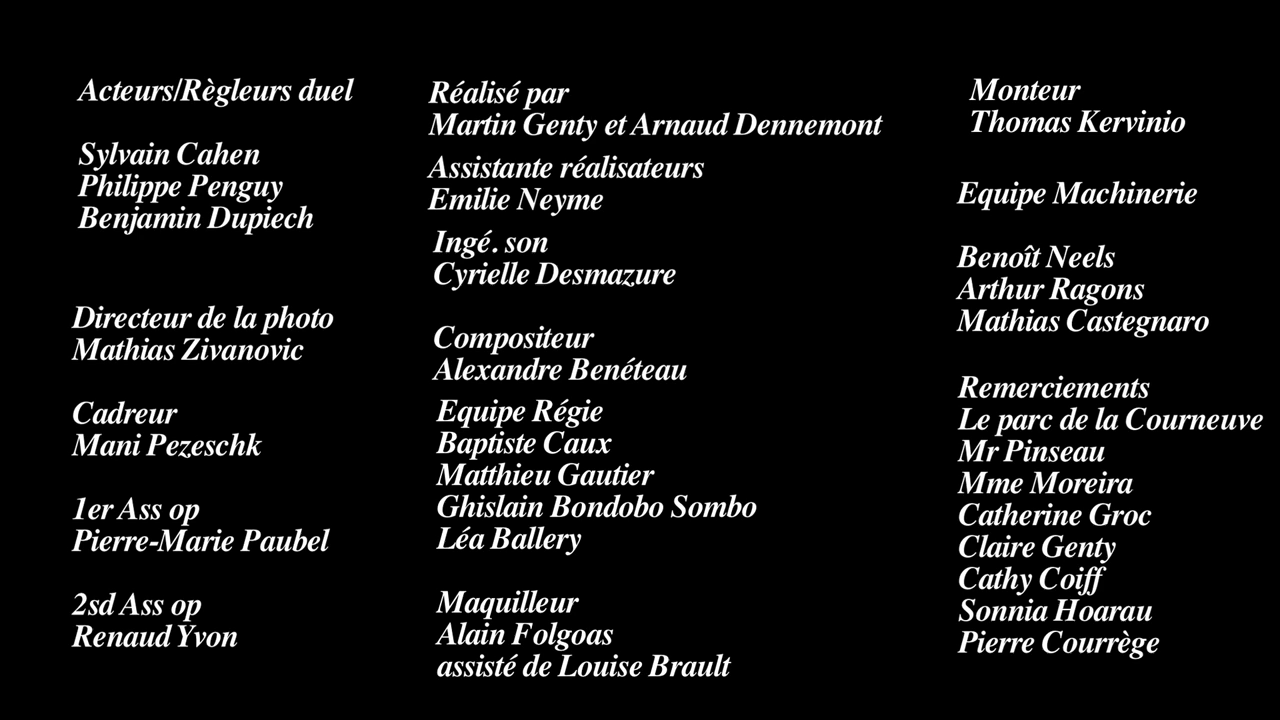 Acteurs/Règleurs duel
Sylvain Cahen
Philippe Penguy
Benjamin Dupiech
Directeur de la photo
Mathias Zivanovic
Cadreur
Mani Pezeschk
1er Ass op
Pierre-Marie Paubel
2sd Ass op
Renaud Yvon
Réalisé par
Martin Genty et Arnaud Dennemont
Assistante réalisateurs
Emilie Neyme
Ingé. son
Cyrielle Desmazure
Compositeur
Alexandre Benéteau
Equipe Régie
Baptiste Caux
Matthieu Gautier
Ghislain Bondobo Sombo
Léa Ballery
Maquilleur
Alain Folgoas
assisté de Louise Brault
Monteur
Thomas Kervinio
Equipe Machinerie
Benoît Neels
Arthur Ragons
Mathias Castegnaro
Remerciements
Le parc de la Courneuve
Mr Pinseau
Mme Moreira
Catherine Groc
Claire Genty
Cathy Coiff
Sonnia Hoarau
Pierre Courrège